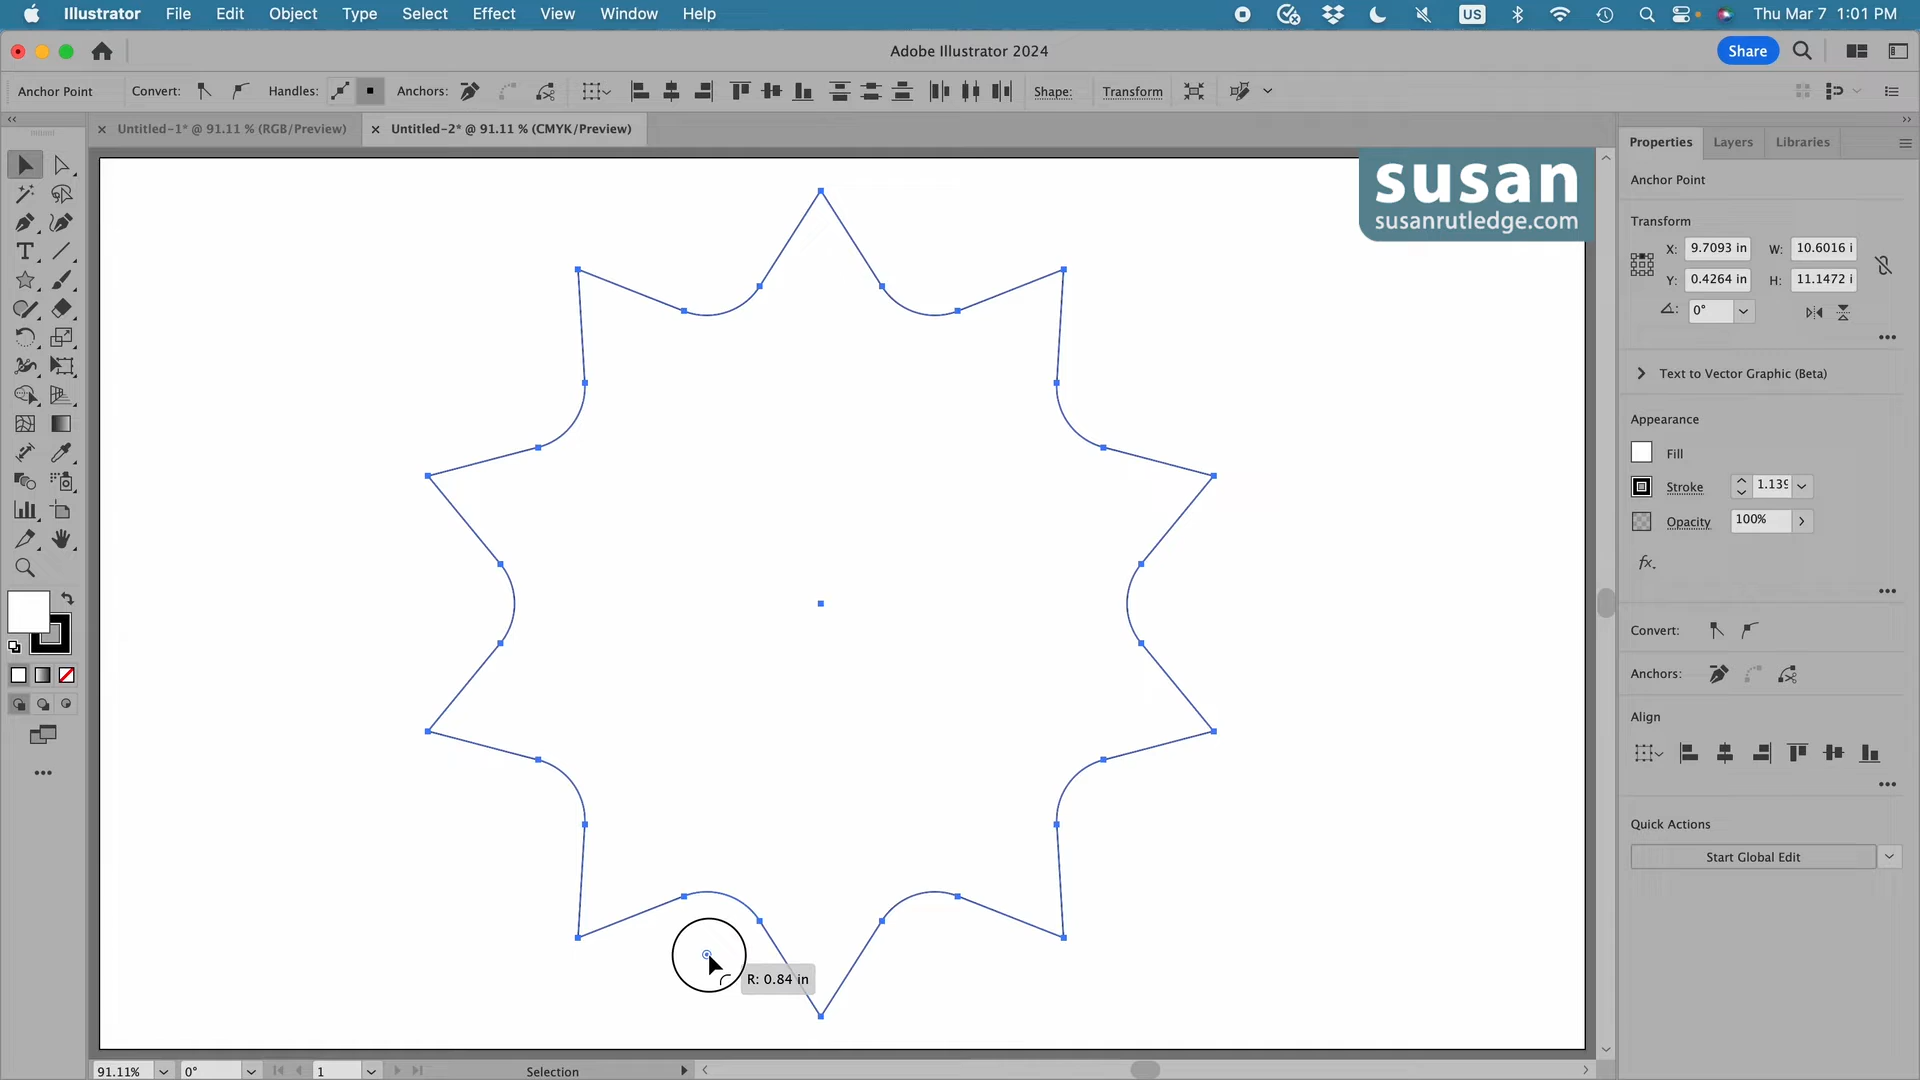 Illustrator File Edit Object Type Select Effect View Window Help US Thu Mar 7 1:01 PM
Adobe Illustrator 2024 Share
Anchor Point Convert: Handles: Anchors: Shape: Transform
Untitled-1* @ 91.11 % (RGB/Preview) Untitled-2* @ 91.11 % (CMYK/Preview)
Properties Layers Libraries
Anchor Point
susan
susanrutledge.com
Transform
X: 9.7093 in W: 10.6016 i
Y: 0.4264 in H: 11.1472 i
0°
Text to Vector Graphic (Beta)
Appearance
Fill
Stroke 1.139
Opacity 100%
fx.
Convert:
Anchors:
Align
Quick Actions
Start Global Edit
R: 0.84 in
91.11% 0° 1 Selection